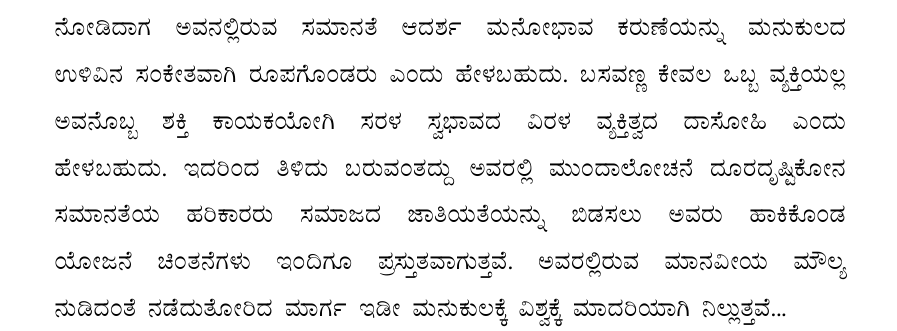 ನೋಡಿದಾಗ ಅವನಲ್ಲಿರುವ ಸಮಾನತೆ ಆದರ್ಶ ಮನೋಭಾವ ಕರುಣೆಯನ್ನು ಮನುಕುಲದ
ಉಳಿವಿನ ಸಂಕೇತವಾಗಿ ರೂಪಗೊಂಡರು ಎಂದು ಹೇಳಬಹುದು. ಬಸವಣ್ಣ ಕೇವಲ ಒಬ್ಬ ವ್ಯಕ್ತಿಯಲ್ಲ
ಅವನೊಬ್ಬ ಶಕ್ತಿ ಕಾಯಕಯೋಗಿ ಸರಳ ಸ್ವಭಾವದ ವಿರಳ ವ್ಯಕ್ತಿತ್ವದ ದಾಸೋಹಿ ಎಂದು
ಹೇಳಬಹುದು. ಇದರಿಂದ ತಿಳಿದು ಬರುವಂತದ್ದು ಅವರಲ್ಲಿ ಮುಂದಾಲೋಚನೆ ದೂರದೃಷ್ಟಿಕೋನ
ಸಮಾನತೆಯ ಹರಿಕಾರರು ಸಮಾಜದ ಜಾತಿಯತೆಯನ್ನು ಬಿಡಸಲು ಅವರು ಹಾಕಿಕೊಂಡ
ಯೋಜನೆ ಚಿಂತನೆಗಳು ಇಂದಿಗೂ ಪ್ರಸ್ತುತವಾಗುತ್ತವೆ. ಅವರಲ್ಲಿರುವ ಮಾನವೀಯ ಮೌಲ್ಯ
ನುಡಿದಂತೆ ನಡೆದುತೋರಿದ ಮಾರ್ಗ ಇಡೀ ಮನುಕುಲಕ್ಕೆ ವಿಶ್ವಕ್ಕೆ ಮಾದರಿಯಾಗಿ ನಿಲ್ಲುತ್ತವೆ...